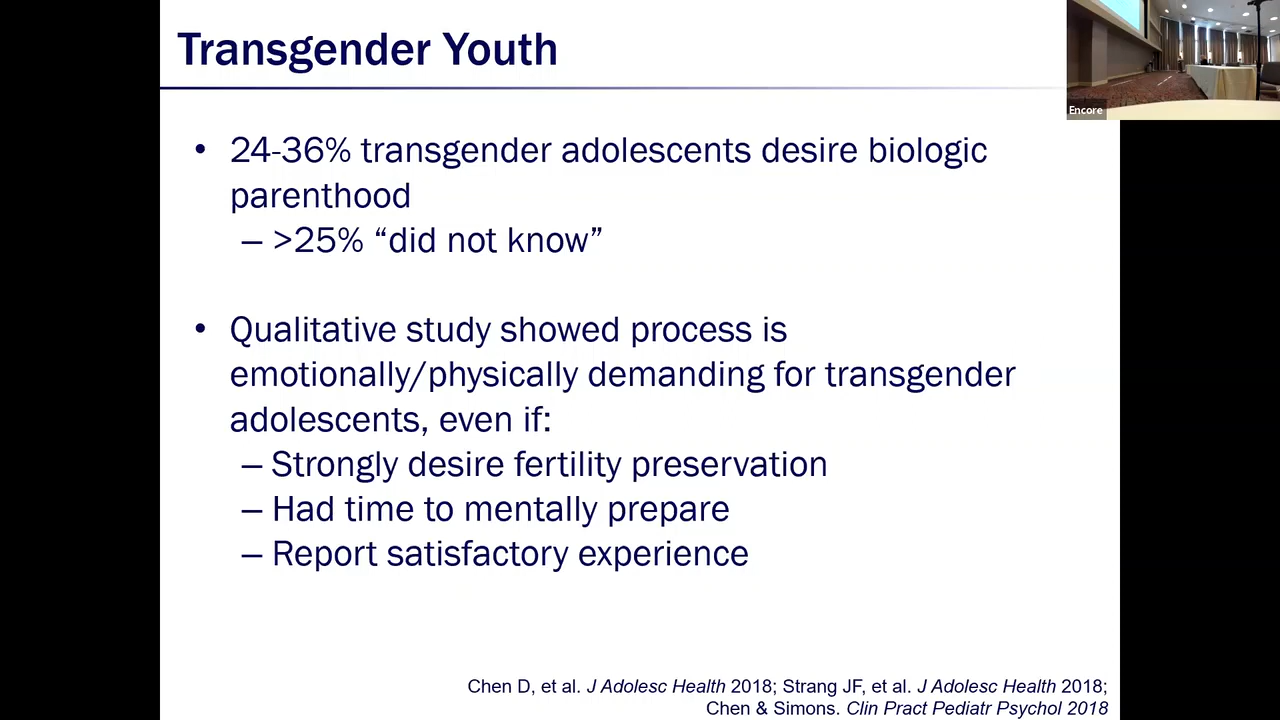 Transgender Youth
Encore
• 24-36% transgender adolescents desire biologic
parenthood
– >25% “did not know”
• Qualitative study showed process is
emotionally/physically demanding for transgender
adolescents, even if:
– Strongly desire fertility preservation
– Had time to mentally prepare
– Report satisfactory experience
Chen D, et al. J Adolesc Health 2018; Strang JF, et al. J Adolesc Health 2018;
Chen & Simons. Clin Pract Pediatr Psychol 2018